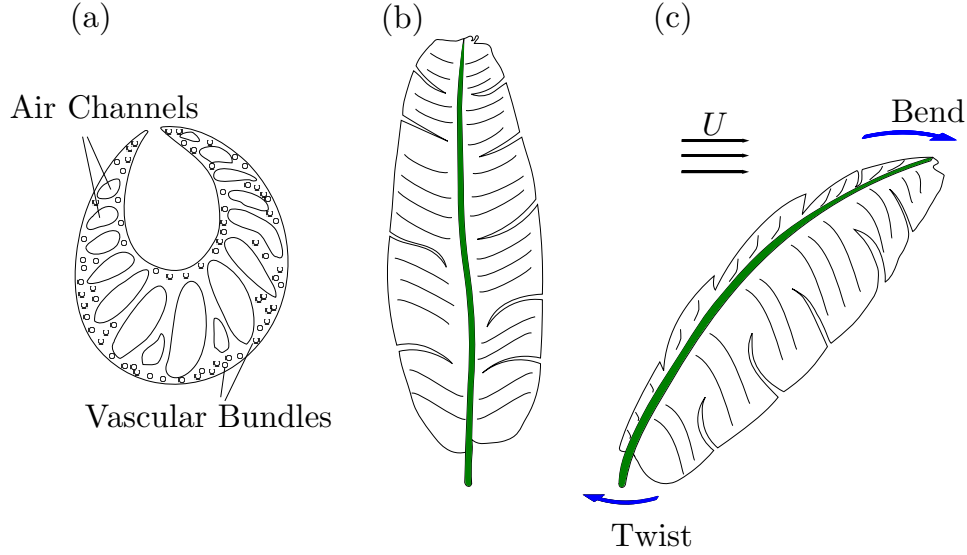 (a)
(b)
(c)
Air Channels
U
Bend
Vascular Bundles
Twist